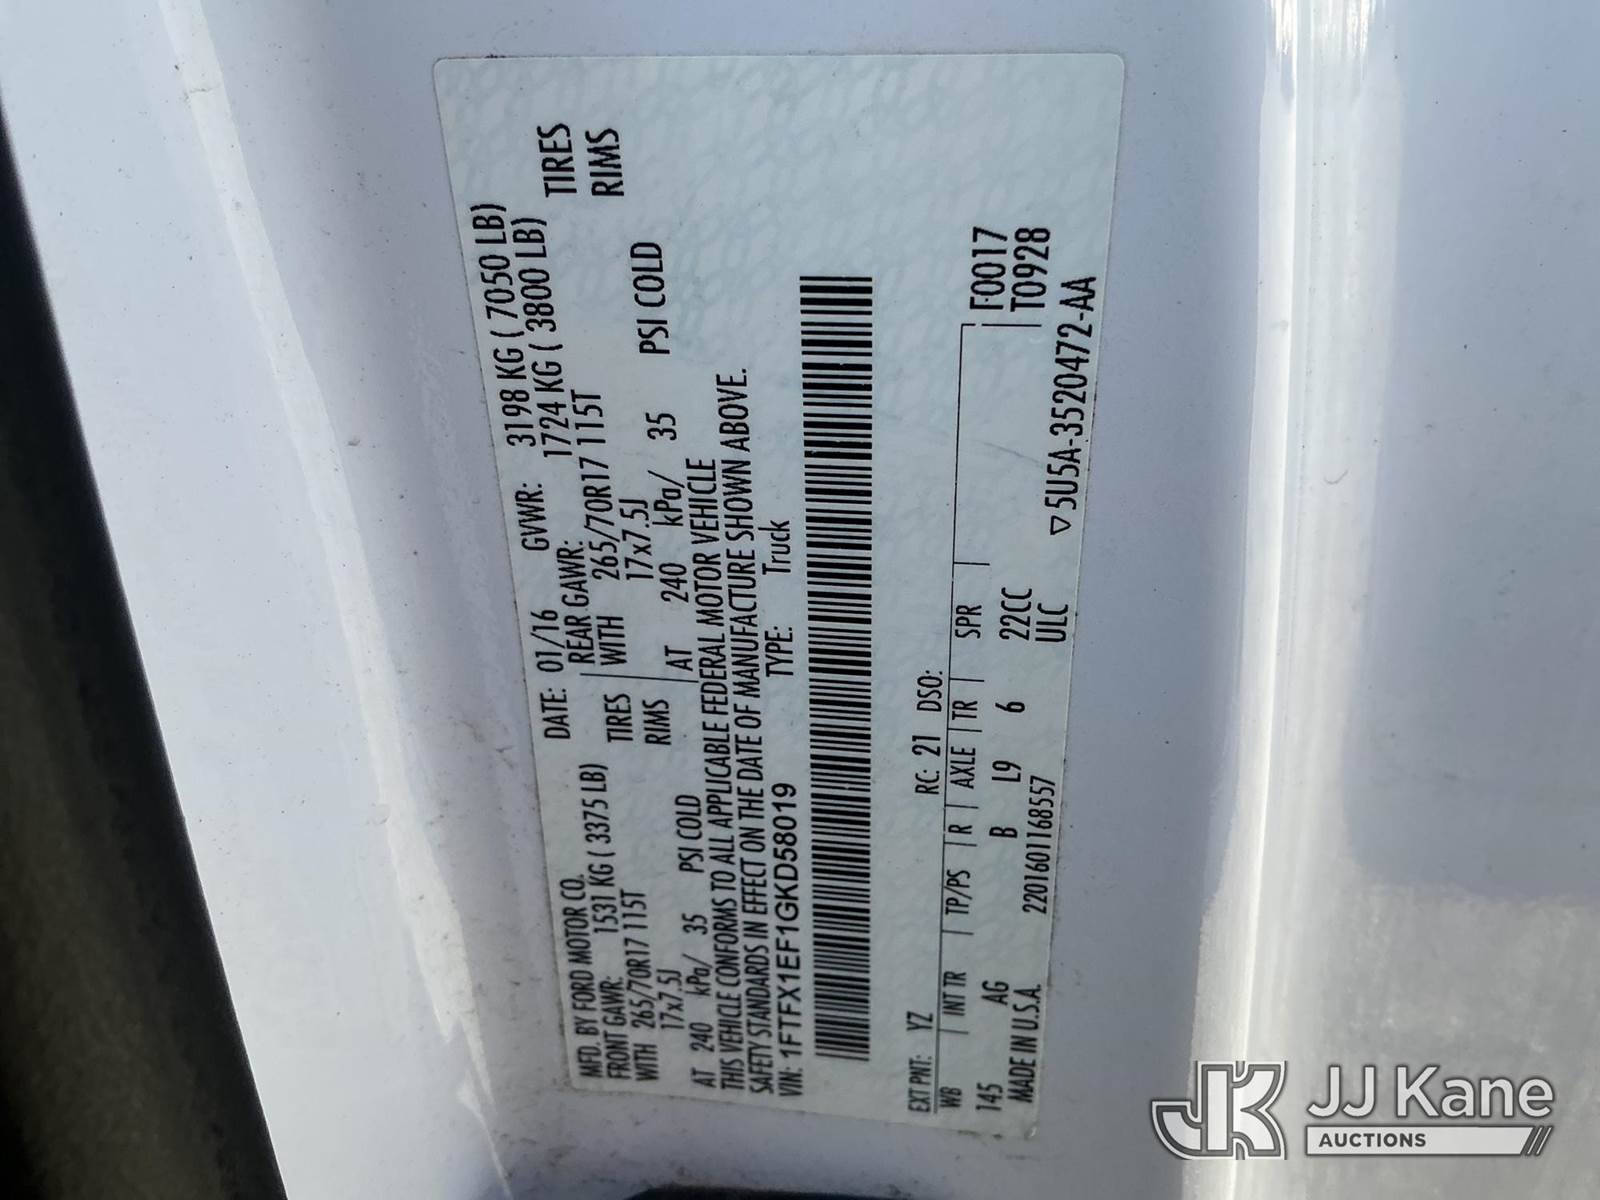 MFD. BY FORD MOTOR CO. DATE: 01/16 GVWR: 3198 KG ( 7050 LB)
FRONT GAWR: 1531 KG ( 3375 LB) REAR GAWR: 1724 KG ( 3800 LB)
WITH 265/70R17 115T TIRES WITH 265/70R17 115T TIRES
17x7.5J RIMS 17x7.5J RIMS
AT 240 kPa/ 35 PSI COLD AT 240 kPa/ 35 PSI COLD
THIS VEHICLE CONFORMS TO ALL APPLICABLE FEDERAL MOTOR VEHICLE
SAFETY STANDARDS IN EFFECT ON THE DATE OF MANUFACTURE SHOWN ABOVE.
VIN: 1FTFX1EF1GKD58019 TYPE: Truck
EXT PNT: YZ RC: 21 DSO:
WB INT TR TP/PS R AXLE TR SPR F0017
145 AG B L9 6 22CC T0928
ULC
MADE IN U.S.A. 2201601168557 ▽5U5A-3520472-AA
JK JJ Kane
AUCTIONS